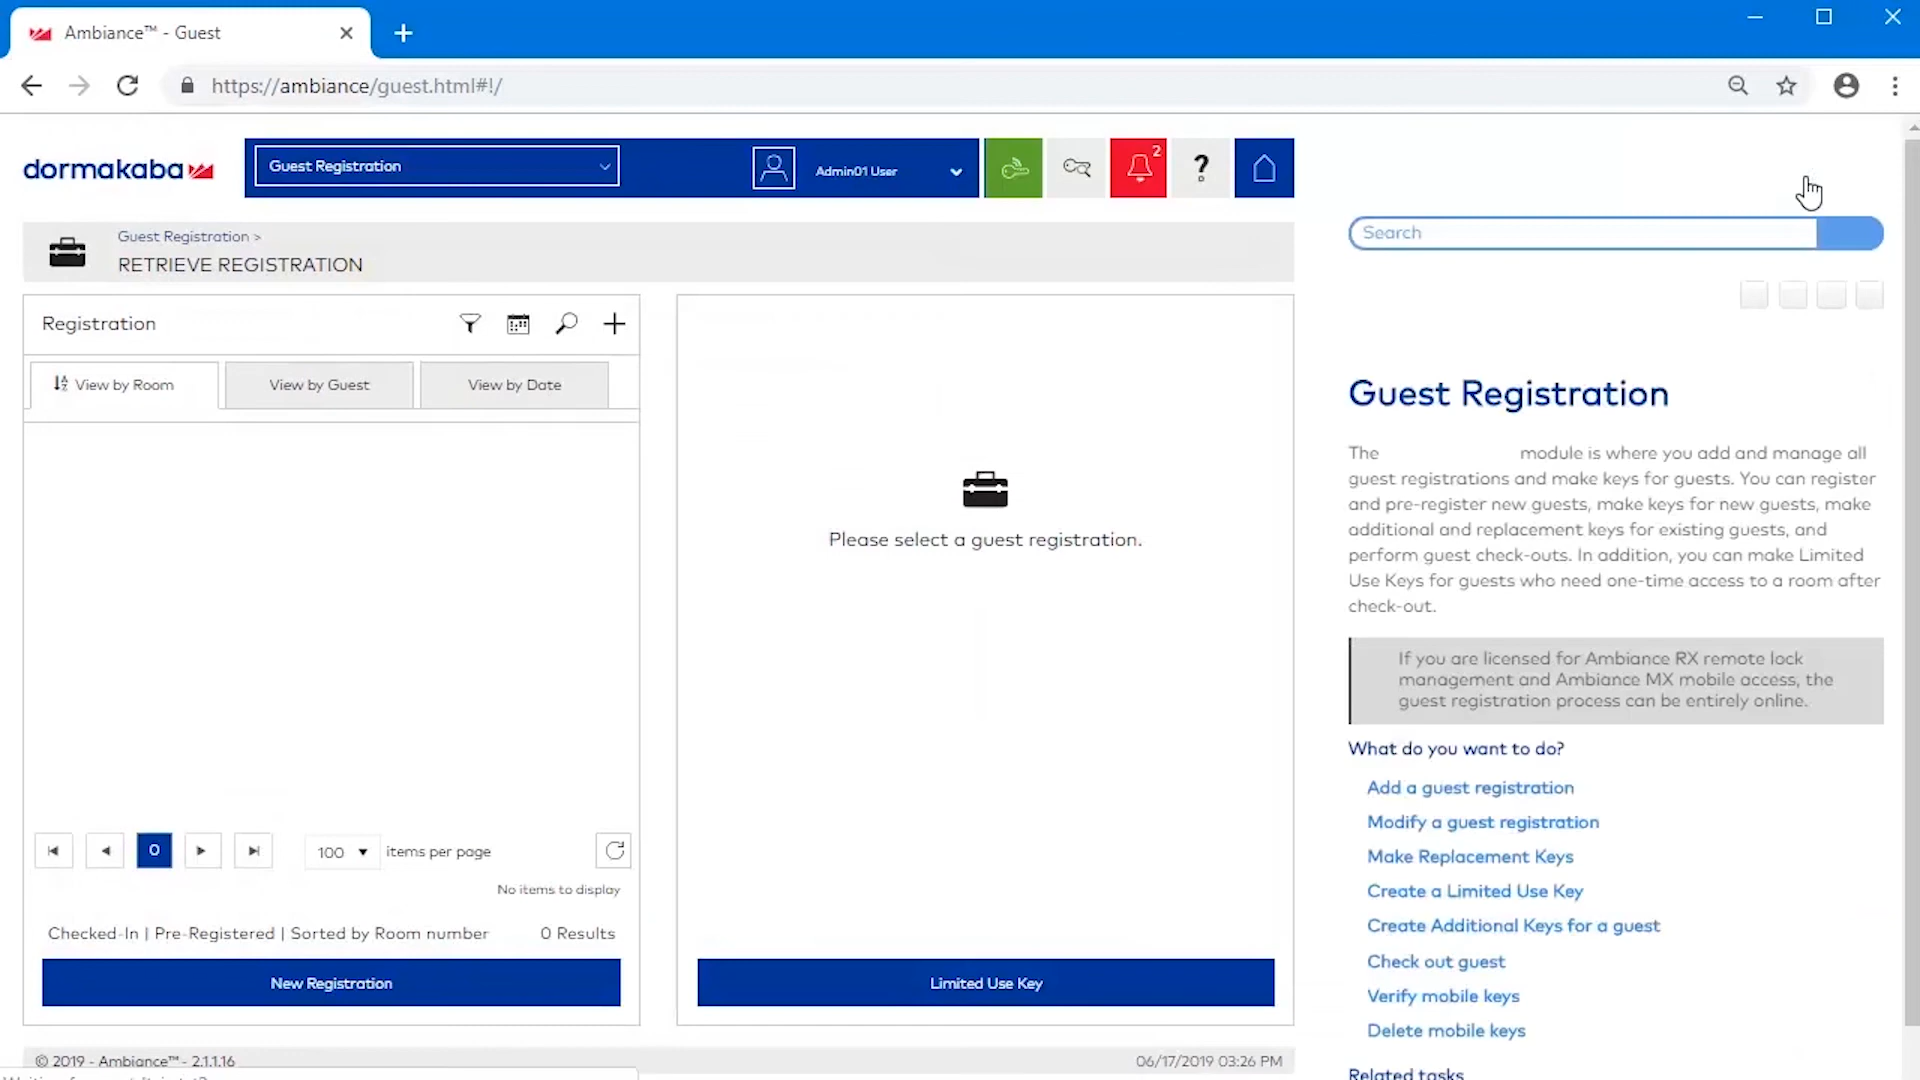 Ambiance™ - Guest
https://ambiance/guest.html#!/
dormakaba
Guest Registration
Admin01 User
2
?
Search
Guest Registration >
RETRIEVE REGISTRATION
Registration
View by Room
View by Guest
View by Date
0
100
items per page
No items to display
Checked-In | Pre-Registered | Sorted by Room number
0 Results
New Registration
Please select a guest registration.
Limited Use Key
Guest Registration
The module is where you add and manage all
guest registrations and make keys for guests. You can register
and pre-register new guests, make keys for new guests, make
additional and replacement keys for existing guests, and
perform guest check-outs. In addition, you can make Limited
Use Keys for guests who need one-time access to a room after
check-out.
If you are licensed for Ambiance RX remote lock
management and Ambiance MX mobile access, the
guest registration process can be entirely online.
What do you want to do?
Add a guest registration
Modify a guest registration
Make Replacement Keys
Create a Limited Use Key
Create Additional Keys for a guest
Check out guest
Verify mobile keys
Delete mobile keys
Related tasks
© 2019 - Ambiance™ - 2.1.1.16
06/17/2019 03:26 PM